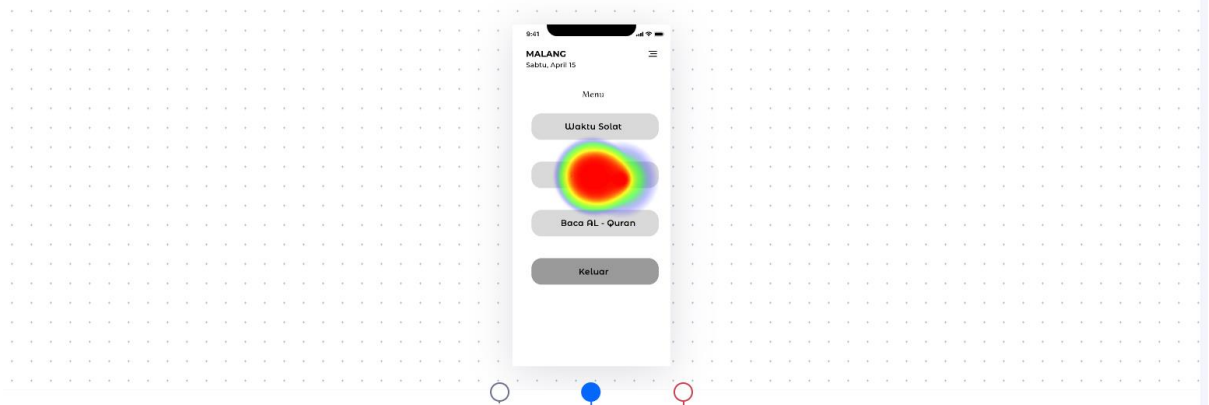 9:41
MALANG
Sabtu, April 15
Menu
Waktu Solat
Baca AL - Quran
Keluar